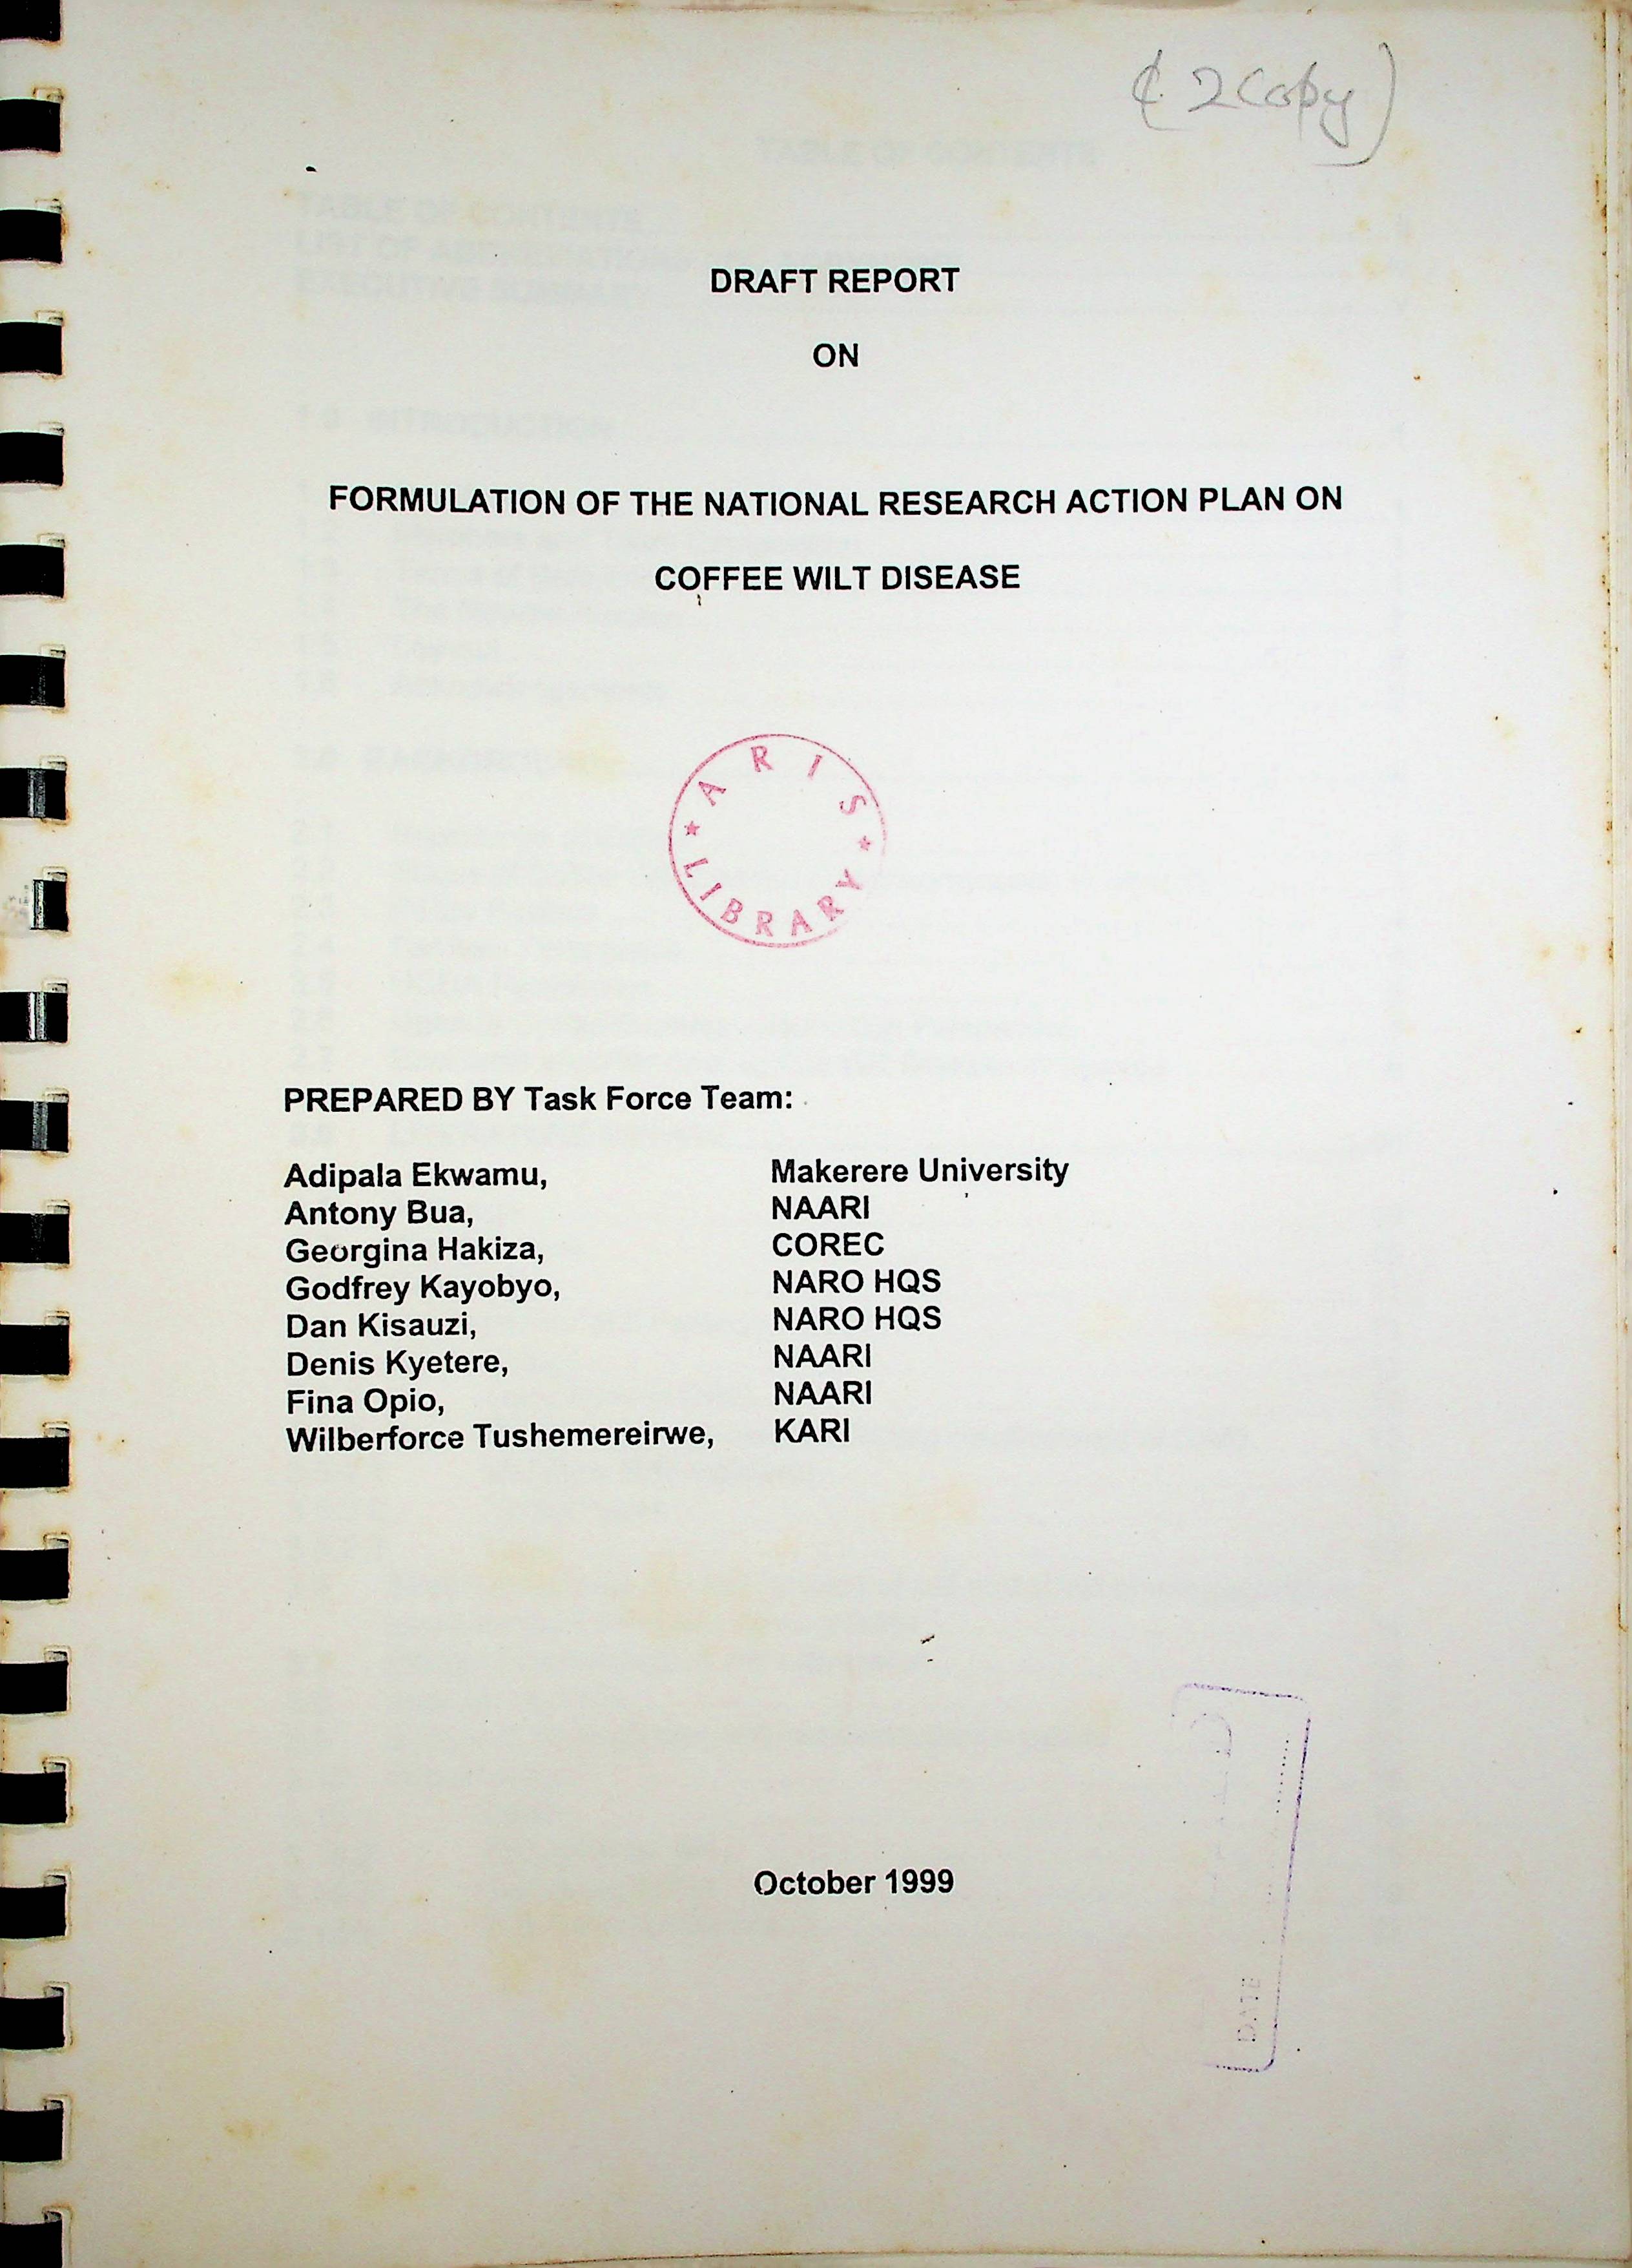 (¢ 2 Copy)
DRAFT REPORT
ON
FORMULATION OF THE NATIONAL RESEARCH ACTION PLAN ON
COFFEE WILT DISEASE
ARIS
★ ★
LIBRARY
PREPARED BY Task Force Team:
Adipala Ekwamu, Makerere University
Antony Bua, NAARI
Georgina Hakiza, COREC
Godfrey Kayobyo, NARO HQS
Dan Kisauzi, NARO HQS
Denis Kyetere, NAARI
Fina Opio, NAARI
Wilberforce Tushemereirwe, KARI
October 1999
DATE